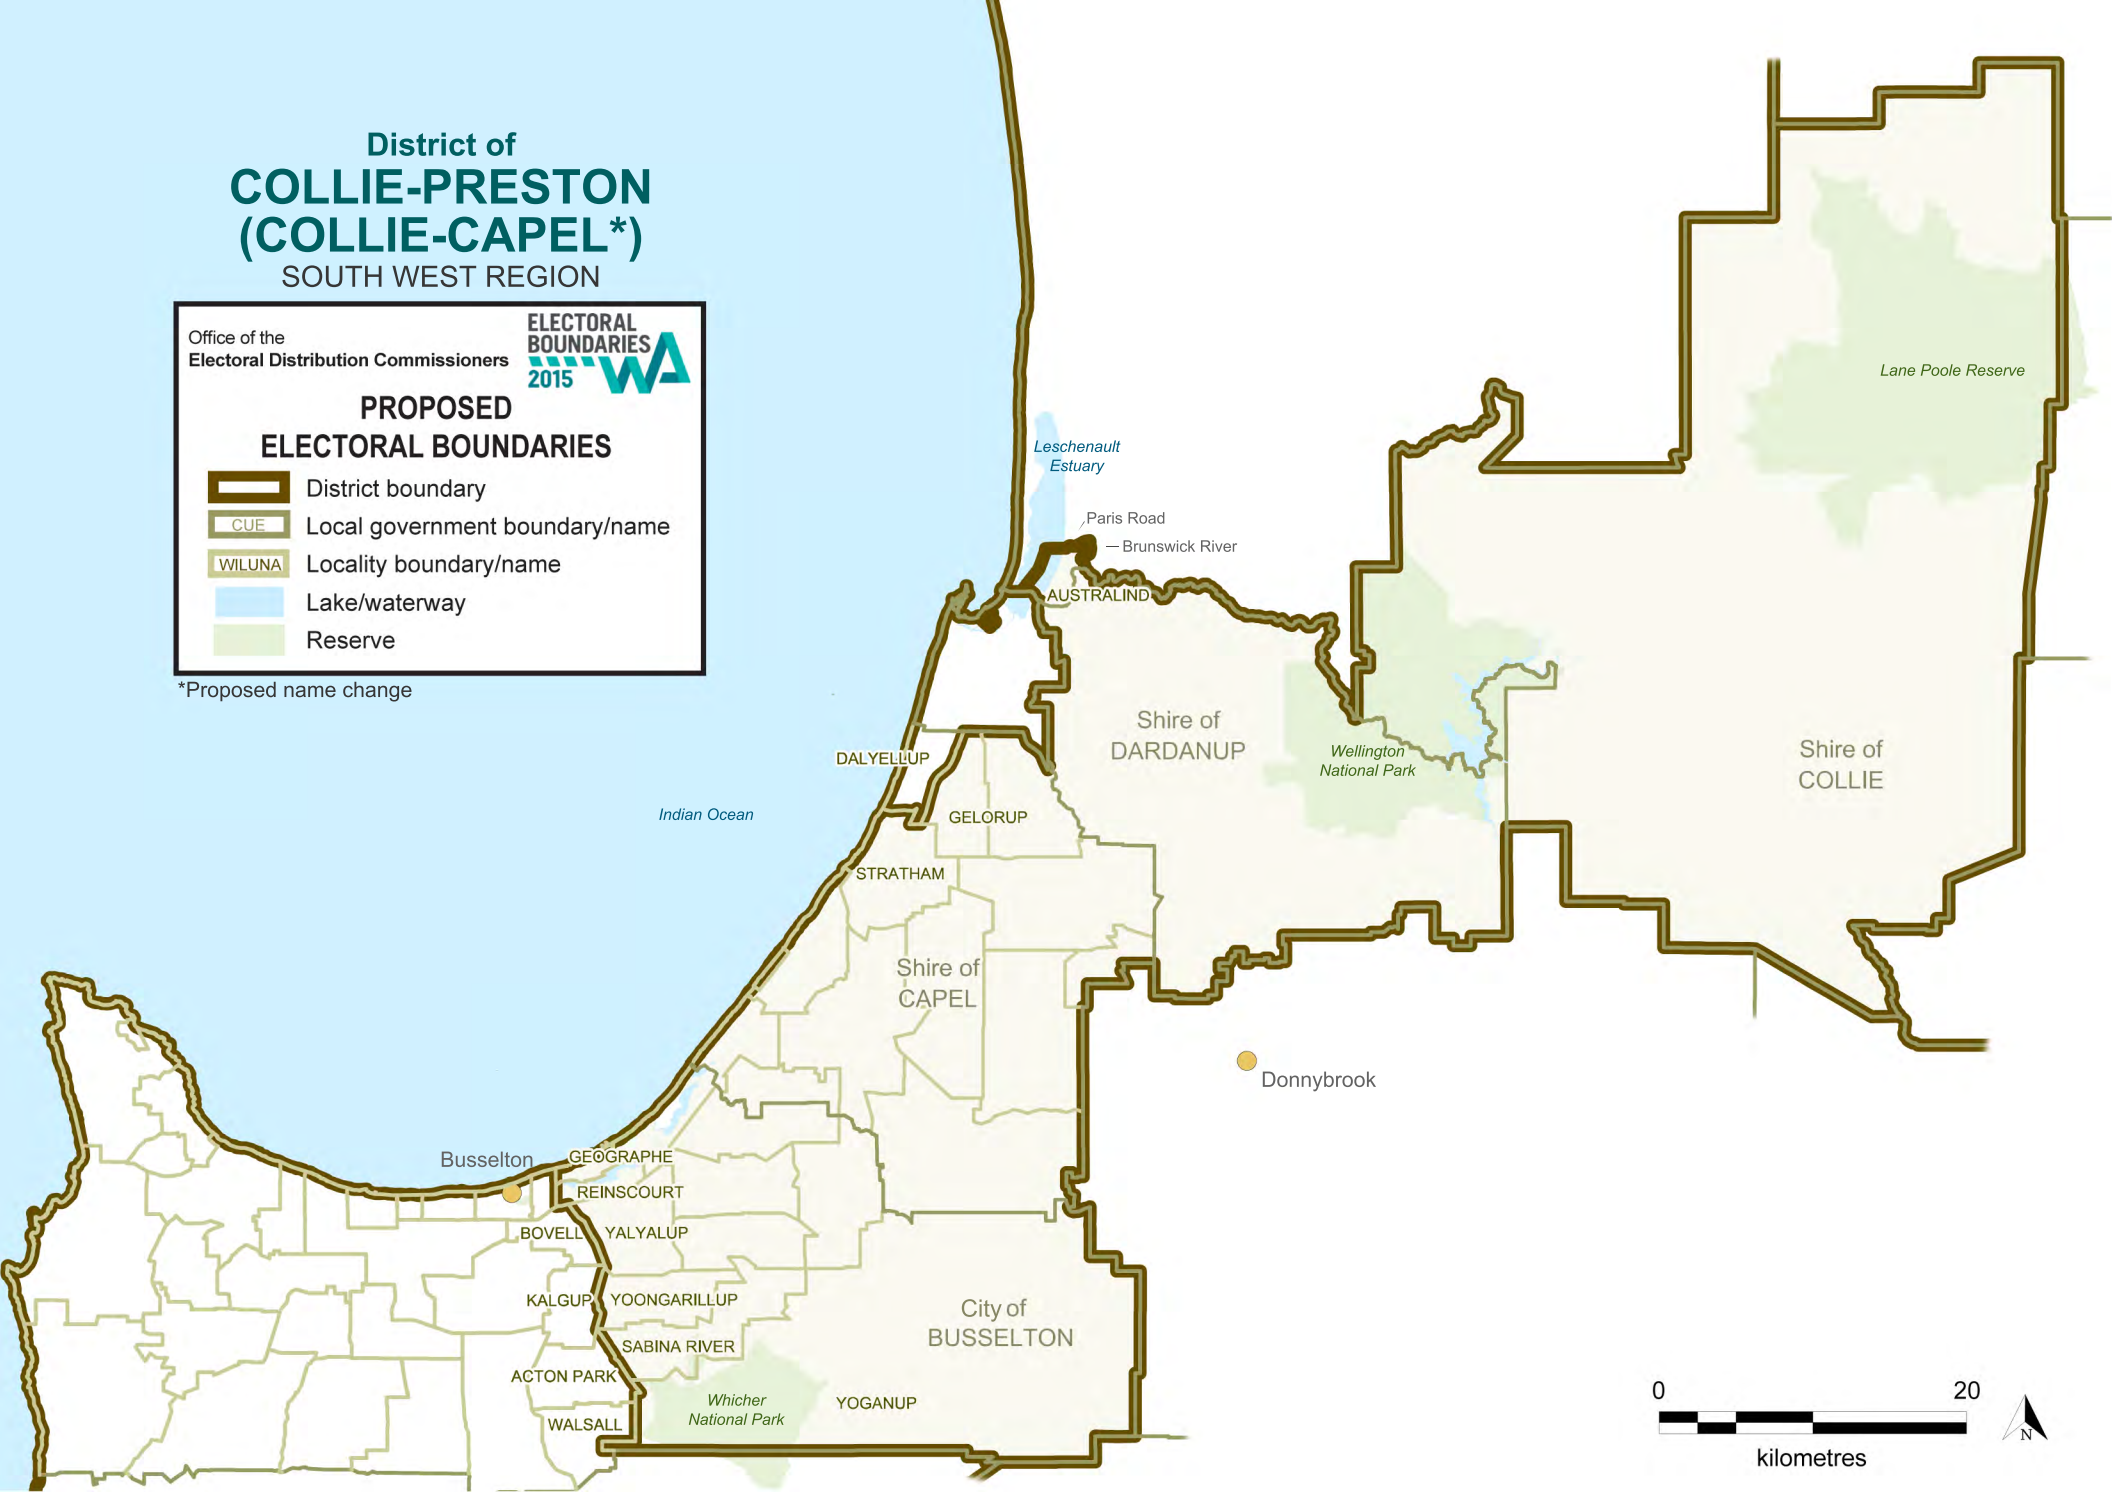 District of
COLLIE-PRESTON
(COLLIE-CAPEL*)
SOUTH WEST REGION
Office of the
Electoral Distribution Commissioners
ELECTORAL
BOUNDARIES
2015 WA
PROPOSED
ELECTORAL BOUNDARIES
District boundary
CUE Local government boundary/name
WILUNA Locality boundary/name
Lake/waterway
Reserve
*Proposed name change
Lane Poole Reserve
Leschenault
Estuary
Paris Road
Brunswick River
AUSTRALIND
Shire of
DARDANUP
Wellington
National Park
Shire of
COLLIE
DALYELLUP
Indian Ocean
GELORUP
STRATHAM
Shire of
CAPEL
Donnybrook
Busselton
GEOGRAPHE
REINSCOURT
BOVELL
YALYALUP
KALGUP
YOONGARILLUP
City of
BUSSELTON
SABINA RIVER
ACTON PARK
Whicher
National Park
YOGANUP
WALSALL
0 20
kilometres
N